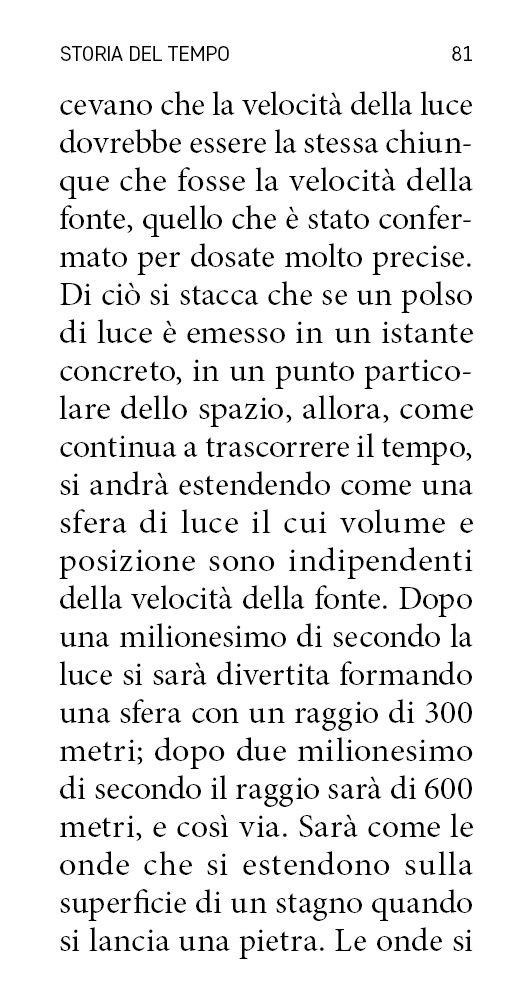 STORIA DEL TEMPO 81
cevano che la velocità della luce
dovrebbe essere la stessa chiun-
que che fosse la velocità della
fonte, quello che è stato confer-
mato per dosate molto precise.
Di ciò si stacca che se un polso
di luce è emesso in un istante
concreto, in un punto partico-
lare dello spazio, allora, come
continua a trascorrere il tempo,
si andrà estendendo come una
sfera di luce il cui volume e
posizione sono indipendenti
della velocità della fonte. Dopo
una milionesimo di secondo la
luce si sarà divertita formando
una sfera con un raggio di 300
metri; dopo due milionesimo
di secondo il raggio sarà di 600
metri, e così via. Sarà come le
onde che si estendono sulla
superficie di un stagno quando
si lancia una pietra. Le onde si